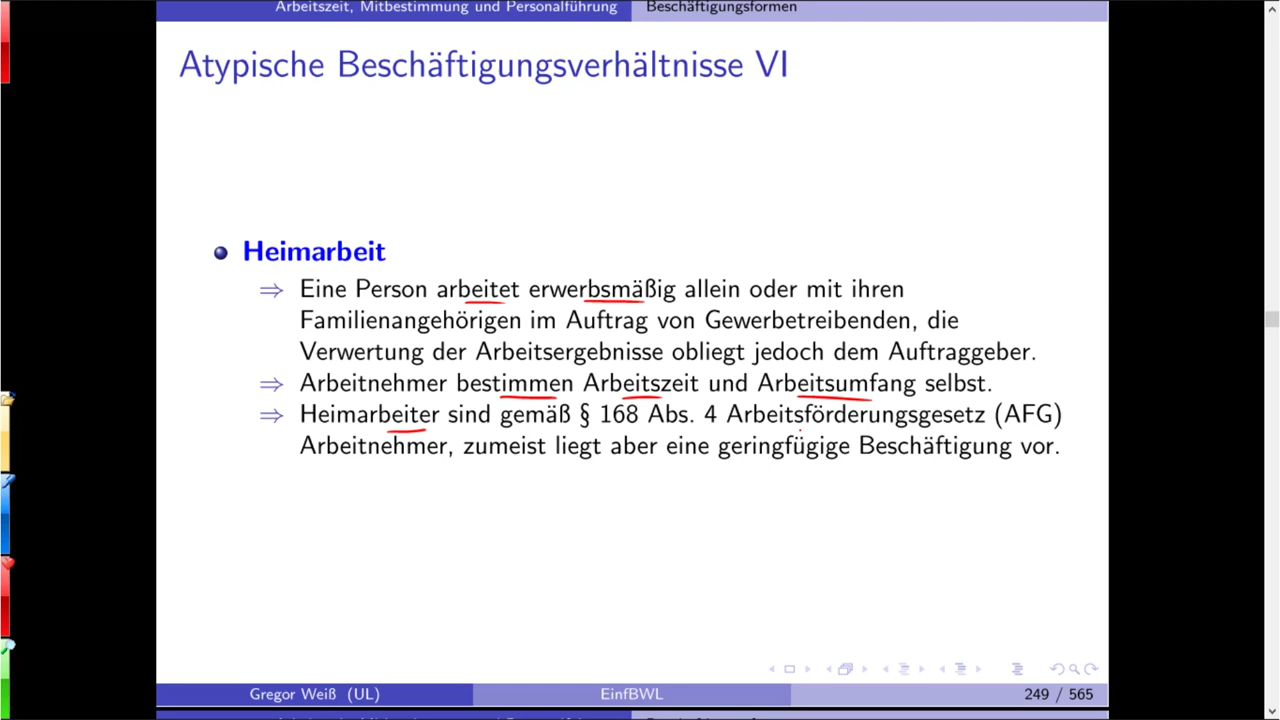 Arbeitszeit, Mitbestimmung und Personalführung Beschäftigungsformen
Atypische Beschäftigungsverhältnisse VI
Heimarbeit
⇒ Eine Person arbeitet erwerbsmäßig allein oder mit ihren
Familienangehörigen im Auftrag von Gewerbetreibenden, die
Verwertung der Arbeitsergebnisse obliegt jedoch dem Auftraggeber.
⇒ Arbeitnehmer bestimmen Arbeitszeit und Arbeitsumfang selbst.
⇒ Heimarbeiter sind gemäß § 168 Abs. 4 Arbeitsförderungsgesetz (AFG)
Arbeitnehmer, zumeist liegt aber eine geringfügige Beschäftigung vor.
Gregor Weiß (UL) EinfBWL 249 / 565